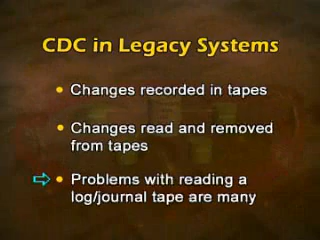 CDC in Legacy Systems
• Changes recorded in tapes
• Changes read and removed
from tapes
• Problems with reading a
log/journal tape are many